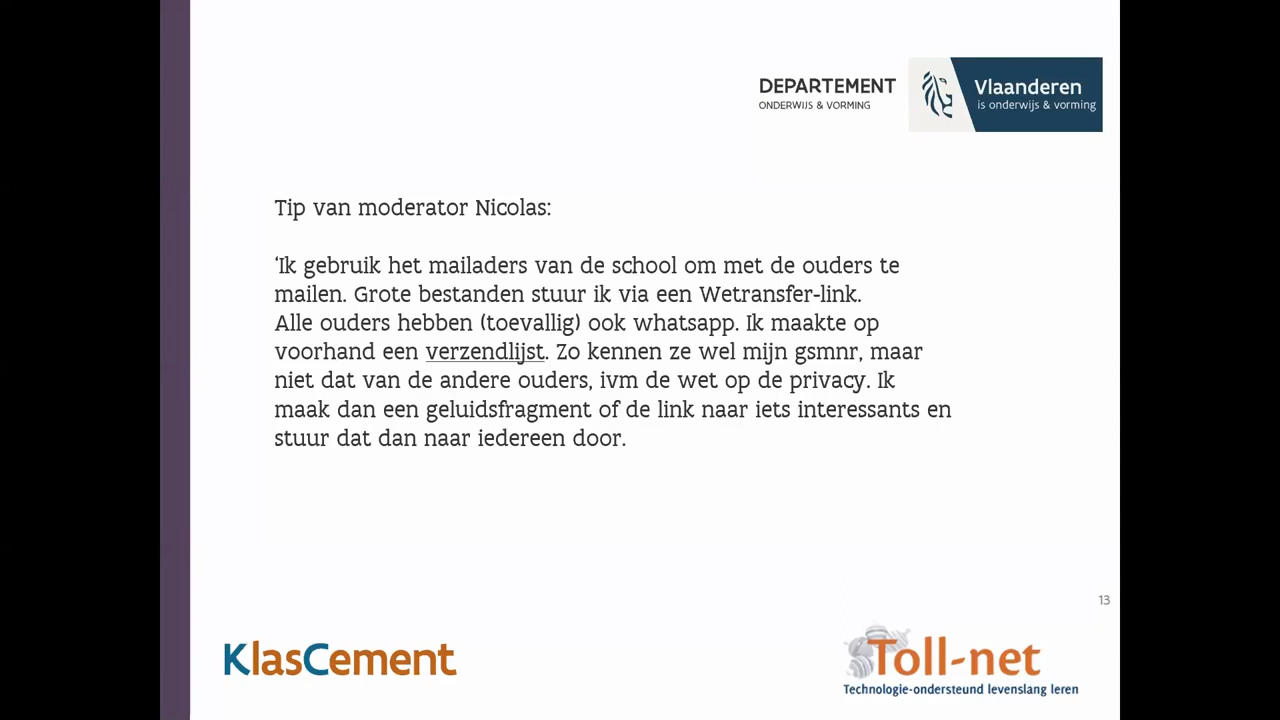 DEPARTEMENT
ONDERWIJS & VORMING
Vlaanderen
is onderwijs & vorming
Tip van moderator Nicolas:
‘Ik gebruik het mailaders van de school om met de ouders te
mailen. Grote bestanden stuur ik via een Wetransfer-link.
Alle ouders hebben (toevallig) ook whatsapp. Ik maakte op
voorhand een verzendlijst. Zo kennen ze wel mijn gsmnr, maar
niet dat van de andere ouders, ivm de wet op de privacy. Ik
maak dan een geluidsfragment of de link naar iets interessants en
stuur dat dan naar iedereen door.
13
KlasCement
Toll-net
Technologie-ondersteund levenslang leren